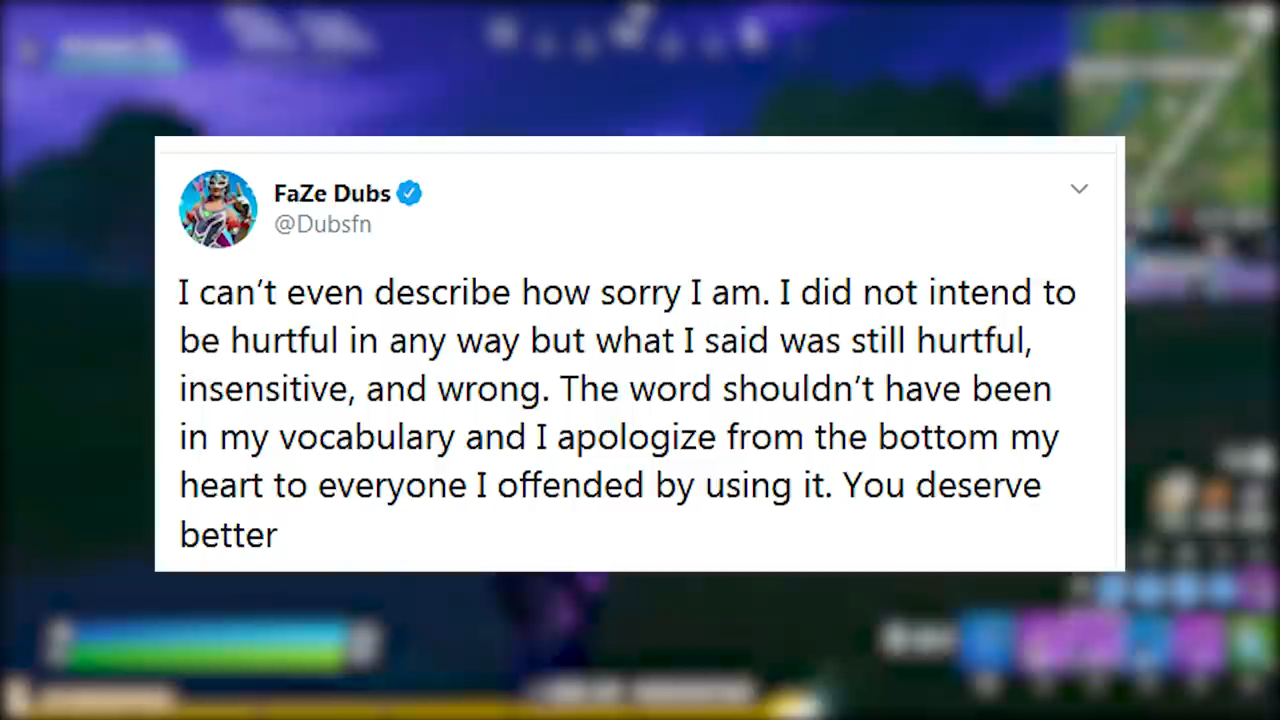 FaZe Dubs
@Dubsfn
I can’t even describe how sorry I am. I did not intend to
be hurtful in any way but what I said was still hurtful,
insensitive, and wrong. The word shouldn’t have been
in my vocabulary and I apologize from the bottom my
heart to everyone I offended by using it. You deserve
better